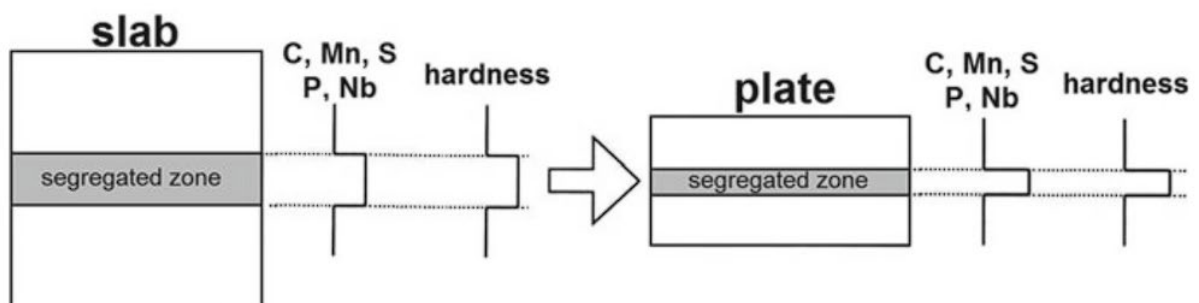 slab
C, Mn, S
P, Nb
hardness
segregated zone
plate
C, Mn, S
P, Nb
hardness
segregated zone